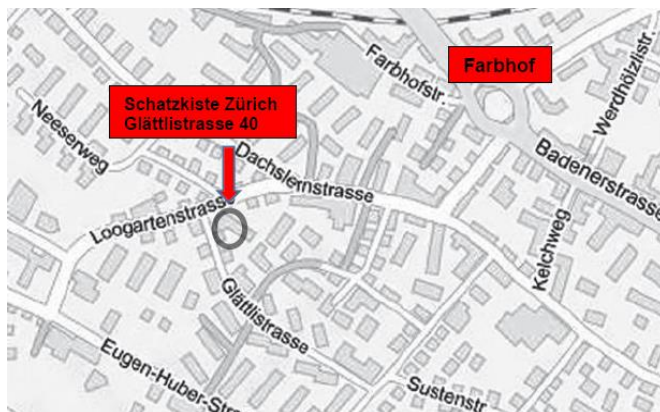 Farbhofstr.
Farbhof
Werdhölzlistr.
Schatzkiste Zürich
Glättlistrasse 40
Neeserweg
Dachslernstrasse
Badenerstrasse
Loogartenstrasse
Kelchweg
Glättlistrasse
Eugen-Huber-Str
Sustenstr